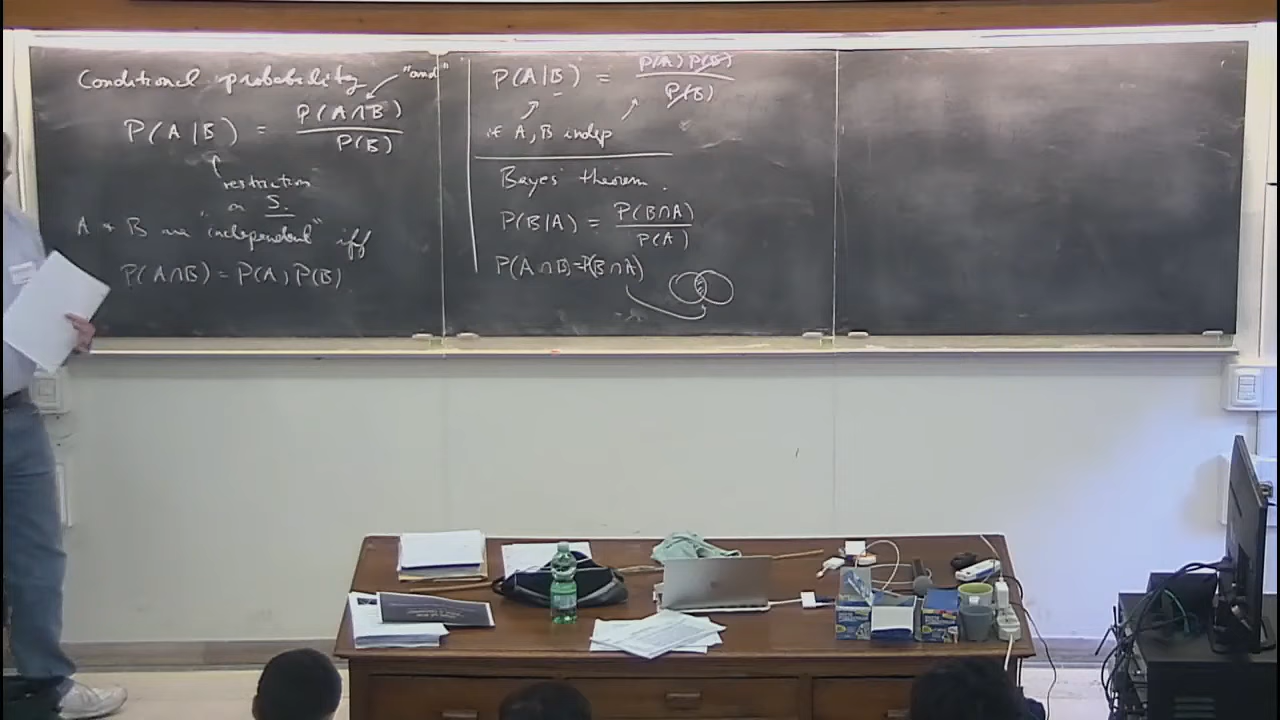 Conditional probability "and"
P(A|B) = P(A∩B) / P(B)
restriction
on S.
A + B are "independent" iff
P(A∩B) = P(A) P(B)
P(A|B) = P(A) P(B) / P(B)
if A, B indep
Bayes' theorem.
P(B|A) = P(B∩A) / P(A)
P(A∩B) = P(B∩A)